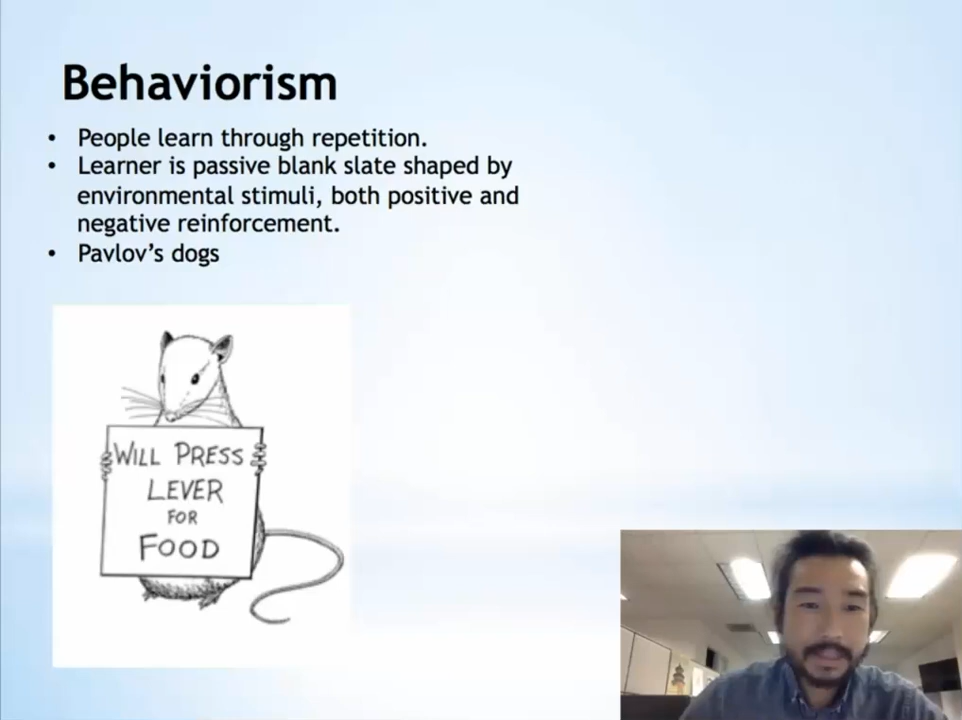 Behaviorism
• People learn through repetition.
• Learner is passive blank slate shaped by
environmental stimuli, both positive and
negative reinforcement.
• Pavlov’s dogs
WILL PRESS
LEVER
FOR
FOOD